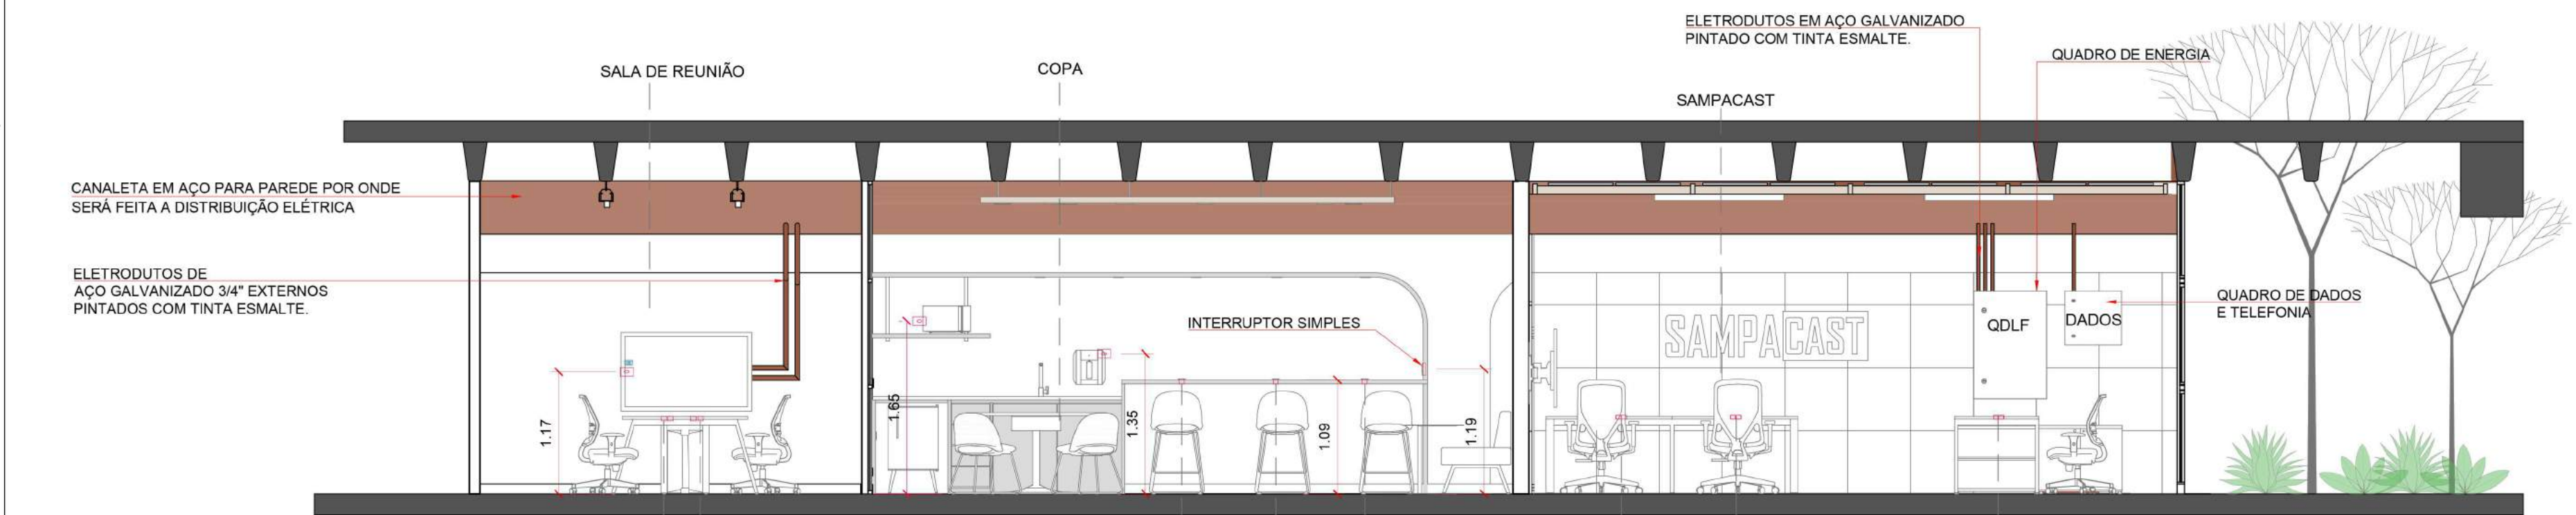 ELETRODUTOS EM AÇO GALVANIZADO
PINTADO COM TINTA ESMALTE.
QUADRO DE ENERGIA
SALA DE REUNIÃO
COPA
SAMPACAST
CANALETA EM AÇO PARA PAREDE POR ONDE
SERÁ FEITA A DISTRIBUIÇÃO ELÉTRICA
ELETRODUTOS DE
AÇO GALVANIZADO 3/4" EXTERNOS
PINTADOS COM TINTA ESMALTE.
INTERRUPTOR SIMPLES
QUADRO DE DADOS
E TELEFONIA
SAMPACAST
QDLF
DADOS
1.17
1.65
1.35
1.09
1.19